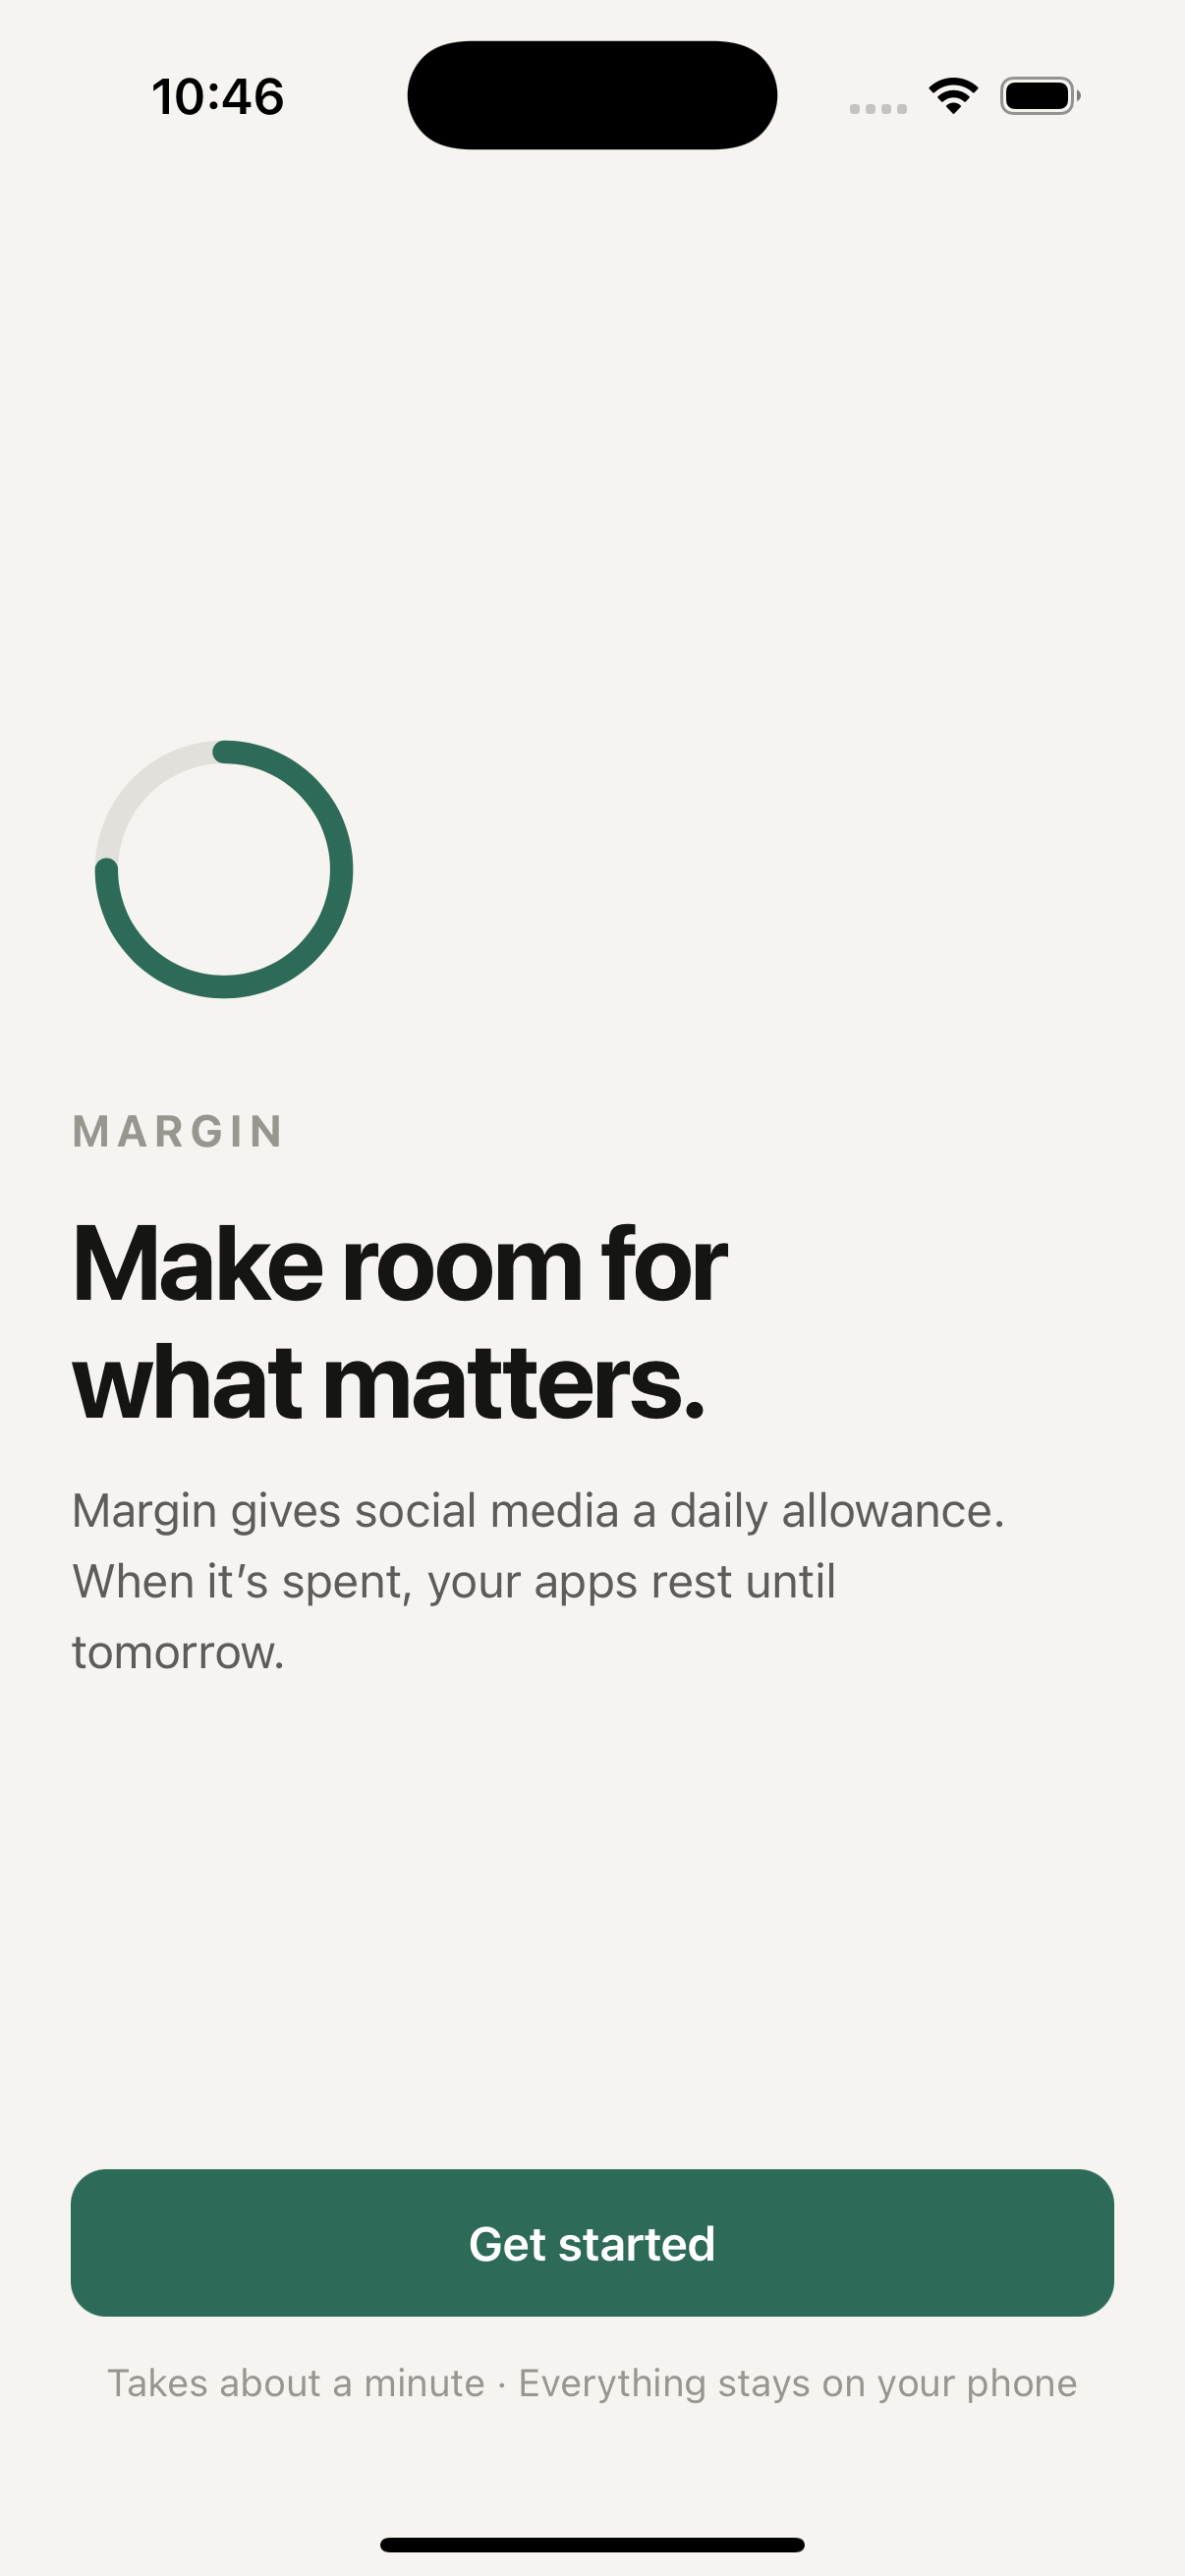 10:46
MARGIN
Make room for
what matters.
Margin gives social media a daily allowance.
When it’s spent, your apps rest until
tomorrow.
Get started
Takes about a minute · Everything stays on your phone